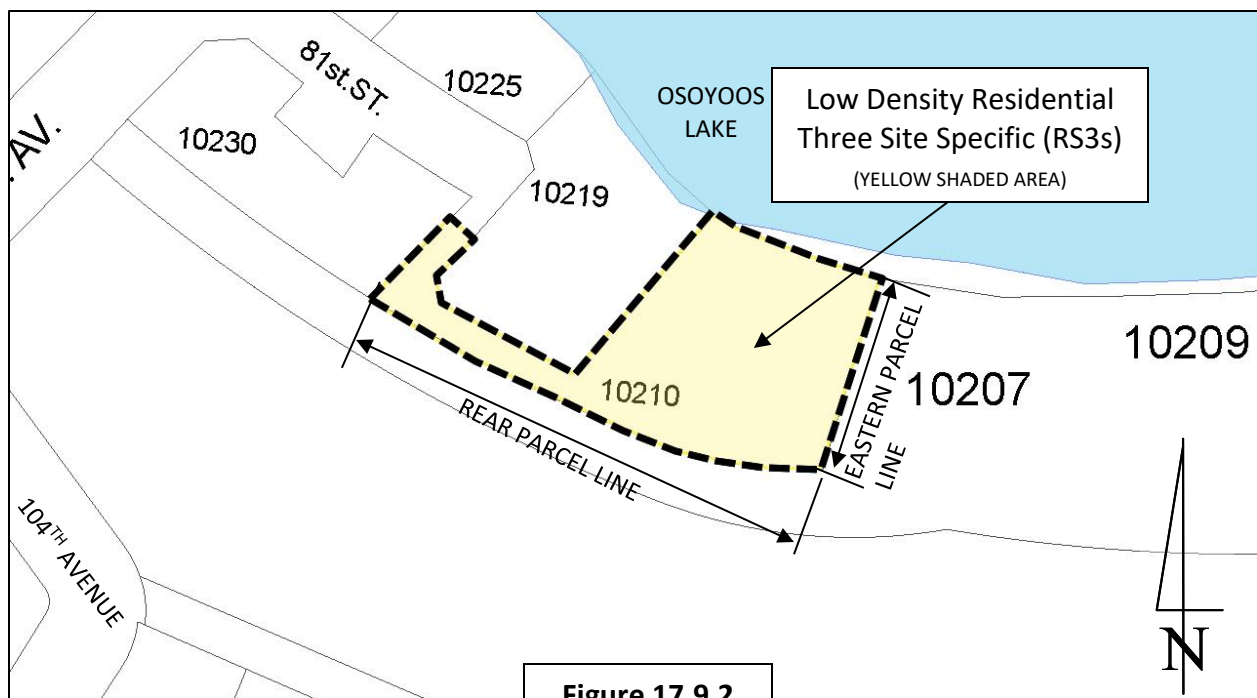 81st.ST.
10225
OSOYOOS
LAKE
Low Density Residential
Three Site Specific (RS3s)
(YELLOW SHADED AREA)
AV.
10230
10219
10209
10207
10210
EASTERN PARCEL
LINE
REAR PARCEL LINE
104TH AVENUE
N
Figure 17.9.2